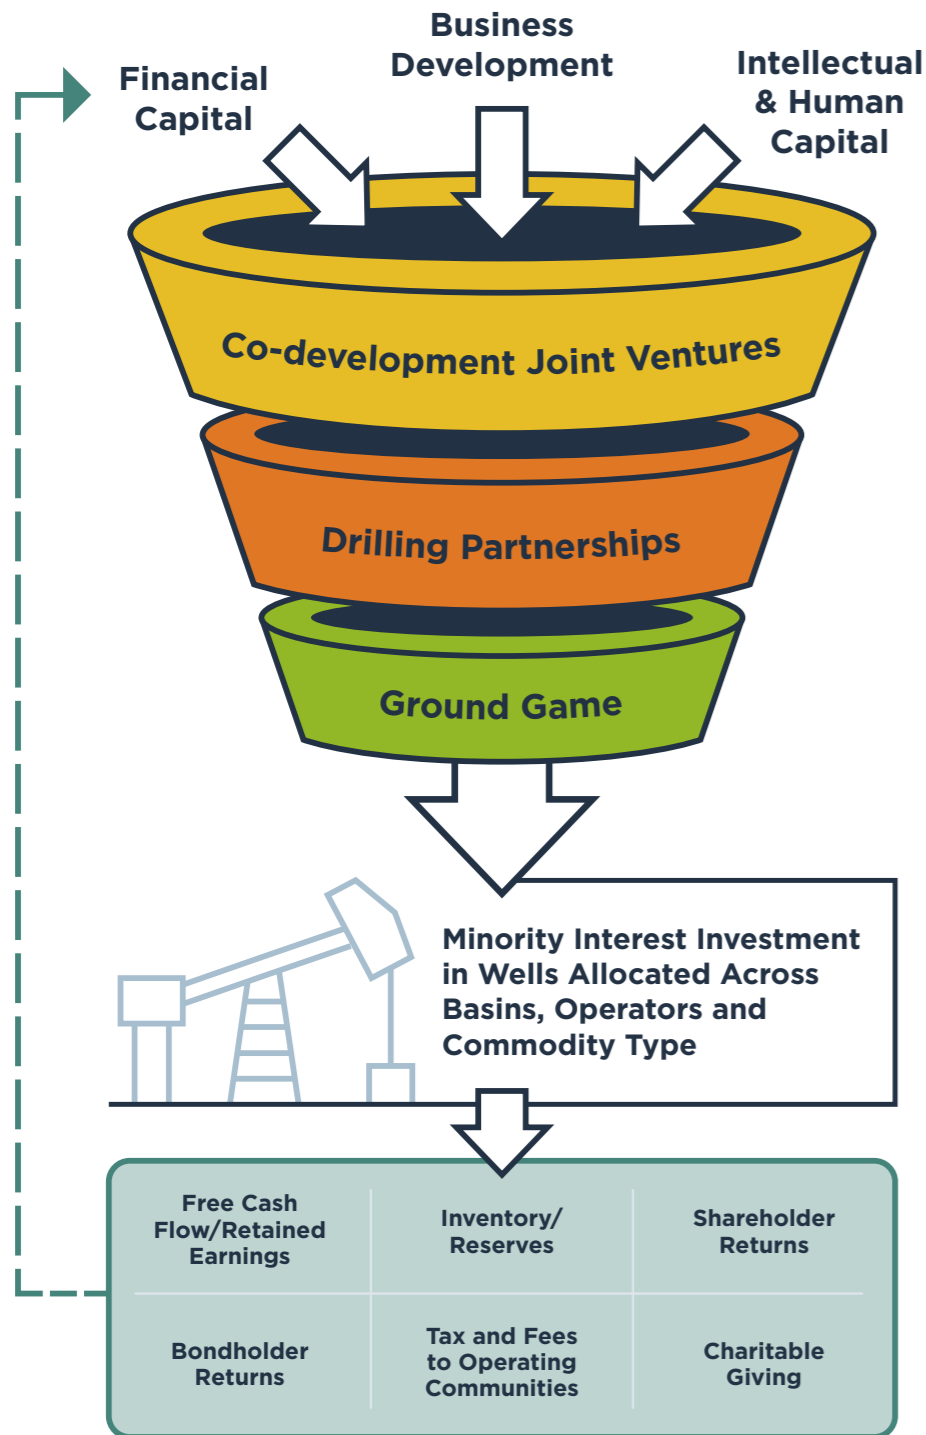 Business
Development
Financial
Capital
Intellectual
& Human
Capital
Co-development Joint Ventures
Drilling Partnerships
Ground Game
Minority Interest Investment
in Wells Allocated Across
Basins, Operators and
Commodity Type
Free Cash
Flow/Retained
Earnings
Inventory/
Reserves
Shareholder
Returns
Bondholder
Returns
Tax and Fees
to Operating
Communities
Charitable
Giving